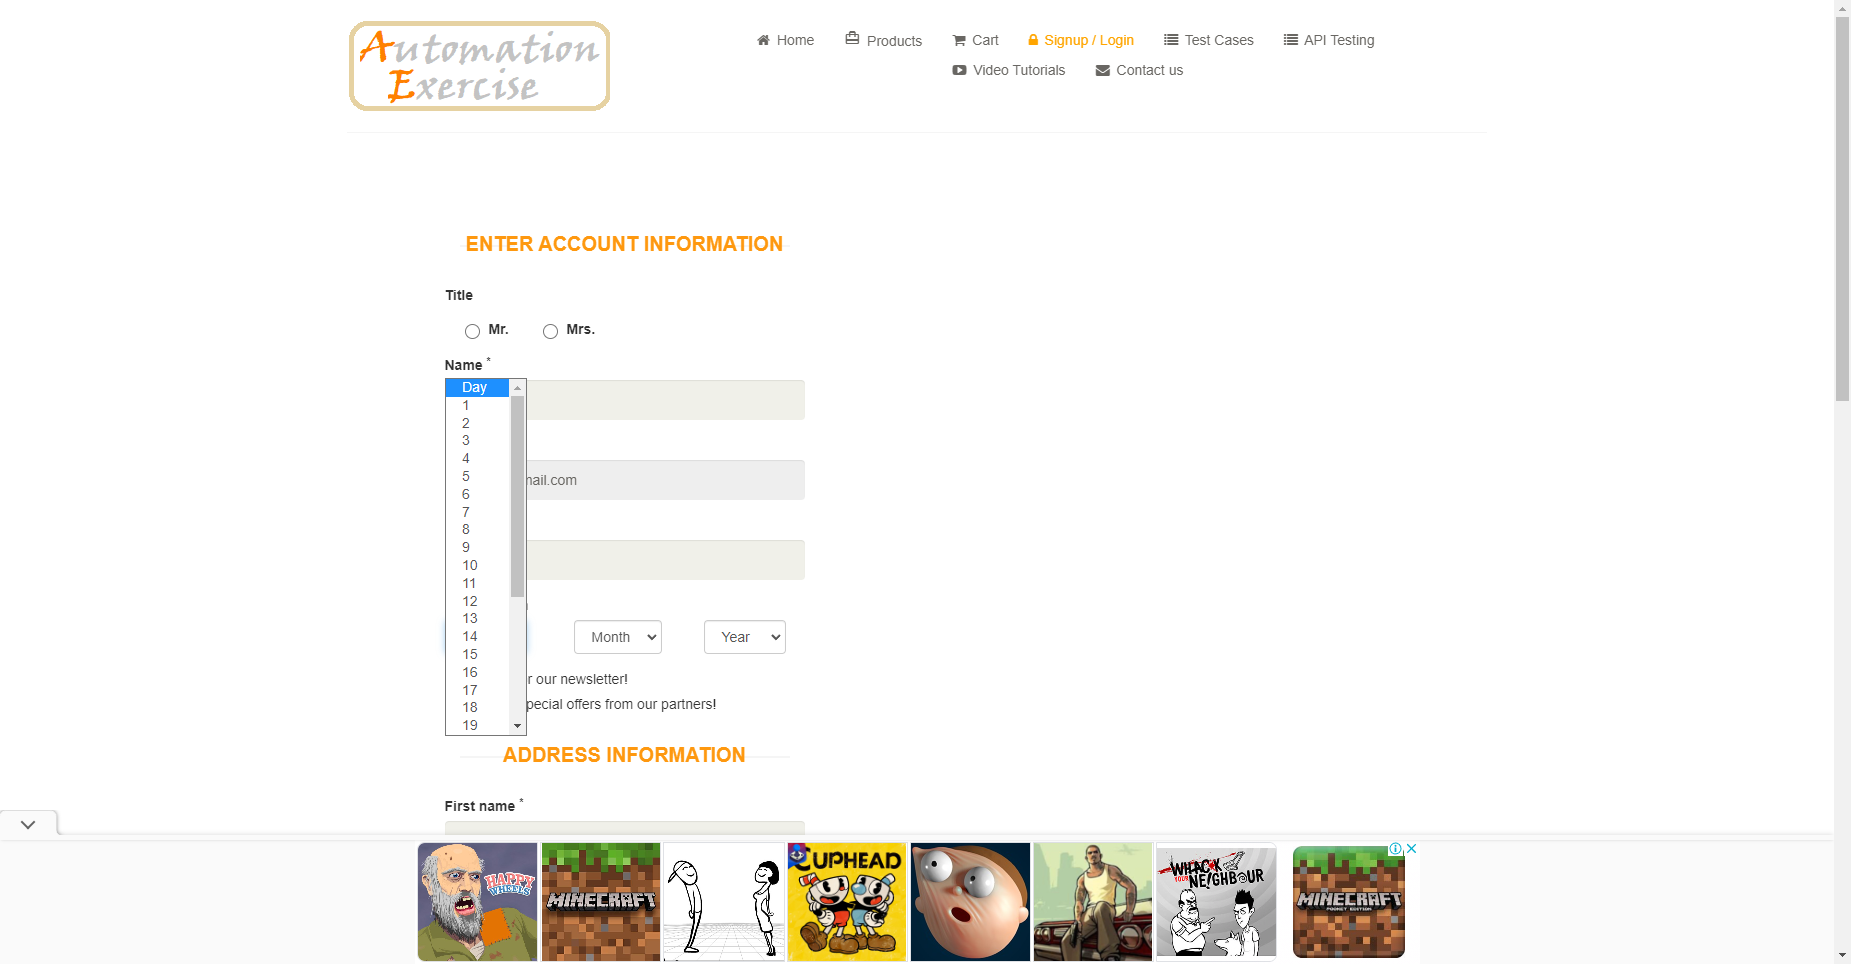 Automation
Exercise
Home
Products
Cart
Signup / Login
Test Cases
API Testing
Video Tutorials
Contact us
ENTER ACCOUNT INFORMATION
Title
Mr.
Mrs.
Name *
Day
1
2
3
4
5
6
7
8
9
10
11
12
13
14
15
16
17
18
19
mail.com
Month
Year
r our newsletter!
pecial offers from our partners!
ADDRESS INFORMATION
First name *
HAPPY
WHEELS
MINECRAFT
CUPHEAD
WHACK
YOUR
NEIGHBOUR
MINECRAFT
POCKET EDITION